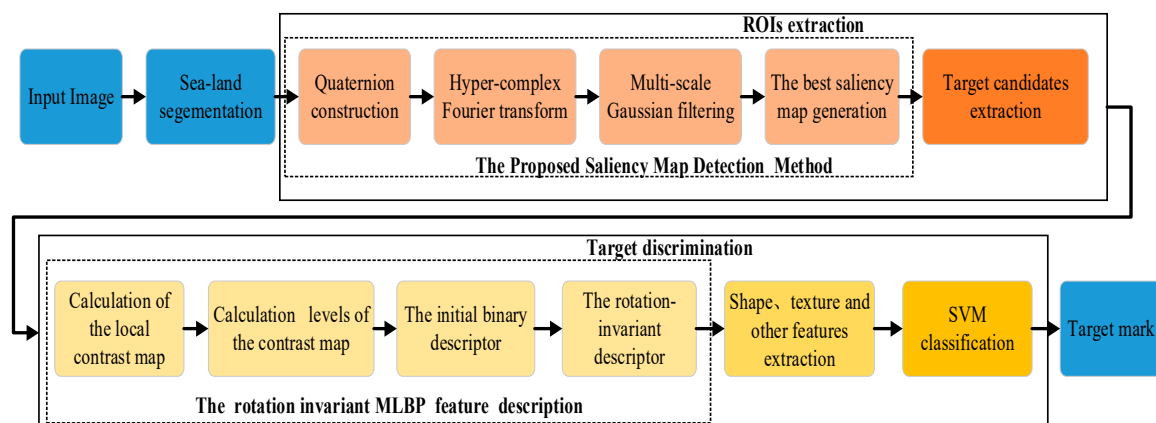 ROIs extraction
Input Image
Sea-land
segementation
Quaternion
construction
Hyper-complex
Fourier transform
Multi-scale
Gaussian filtering
The best saliency
map generation
Target candidates
extraction
The Proposed Saliency Map Detection Method
Target discrimination
Calculation of
the local
contrast map
Calculation levels of
the contrast map
The initial binary
descriptor
The rotation-
invariant
descriptor
Shape、texture and
other features
extraction
SVM
classification
Target mark
The rotation invariant MLBP feature description